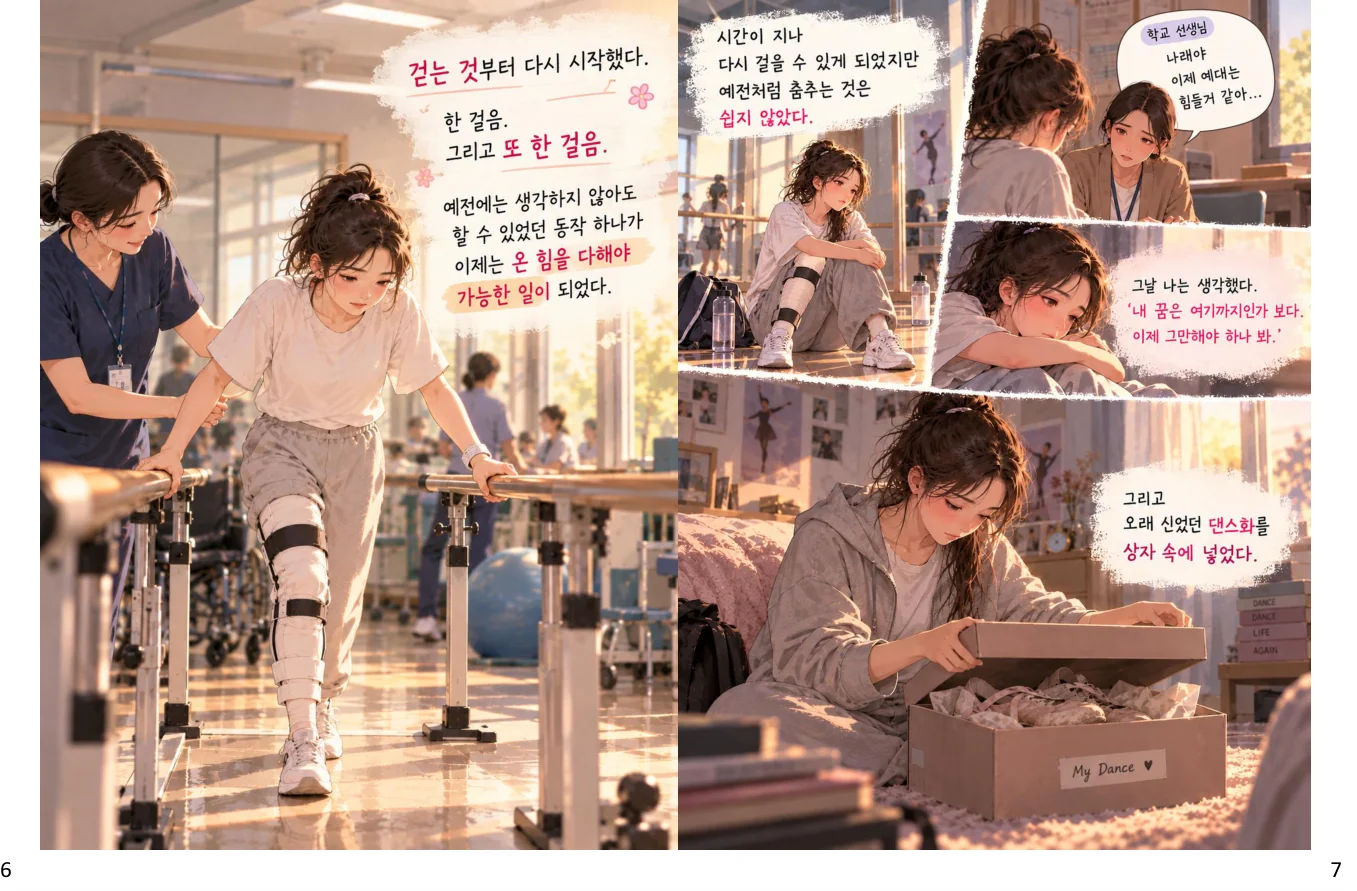 걷는 것부터 다시 시작했다.
한 걸음.
그리고 또 한 걸음.
예전에는 생각하지 않아도
할 수 있었던 동작 하나가
이제는 온 힘을 다해야
가능한 일이 되었다.
시간이 지나
다시 걸을 수 있게 되었지만
예전처럼 춤추는 것은
쉽지 않았다.
학교 선생님
나래야
이제 예대는
힘들거 같아...
그날 나는 생각했다.
'내 꿈은 여기까지인가 보다.
이제 그만해야 하나 봐.'
그리고
오래 신었던 댄스화를
상자 속에 넣었다.
DANCE
DANCE
LIFE
AGAIN
My Dance ♥
6
7